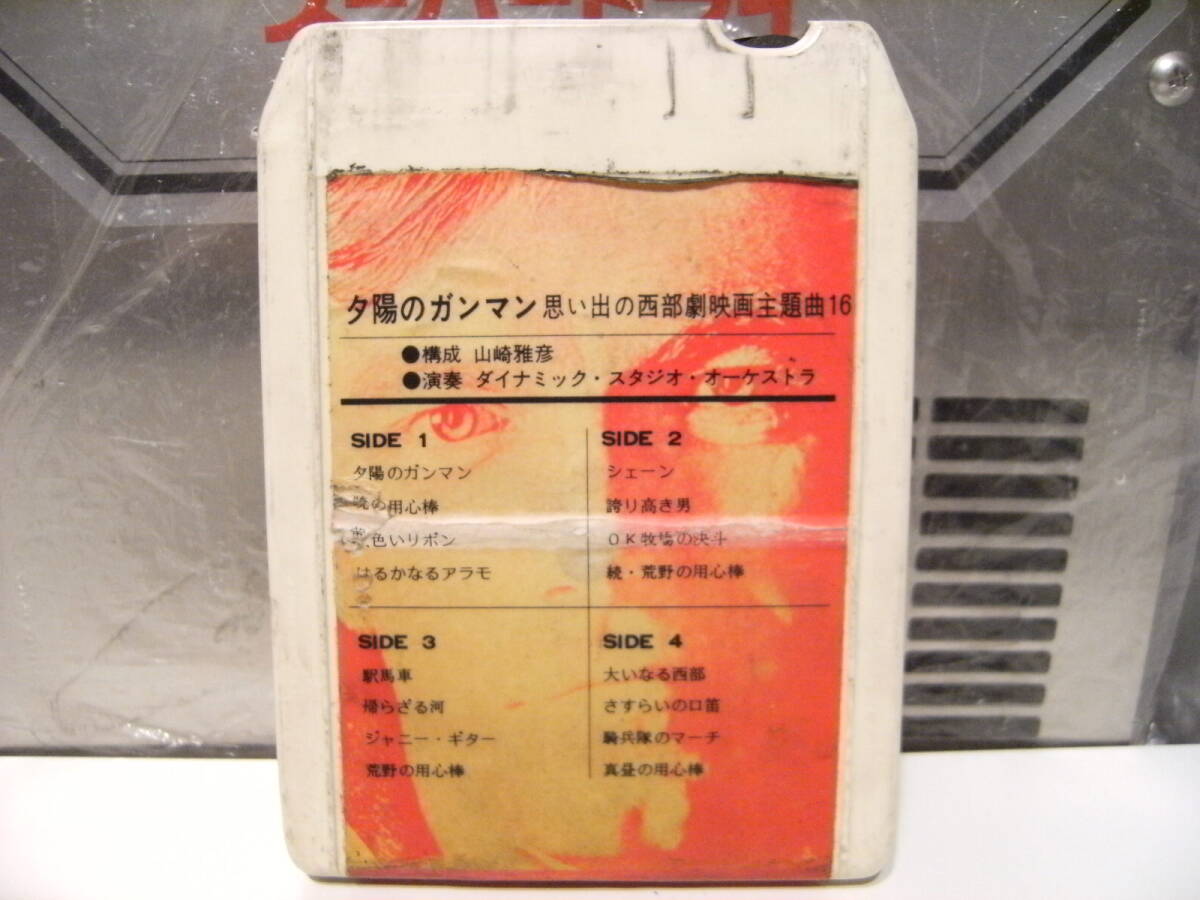 スーパードライ
夕陽のガンマン 思い出の西部劇映画主題曲16
●構成 山崎雅彦
●演奏 ダイナミック・スタジオ・オーケストラ
SIDE 1
夕陽のガンマン
の用心棒
色いリボン
はるかなるアラモ
SIDE 2
シェーン
誇り高き男
OK牧場の決斗
続・荒野の用心棒
SIDE 3
駅馬車
帰らざる河
ジャニー・ギター
荒野の用心棒
SIDE 4
大いなる西部
さすらいの口笛
騎兵隊のマーチ
真昼の用心棒